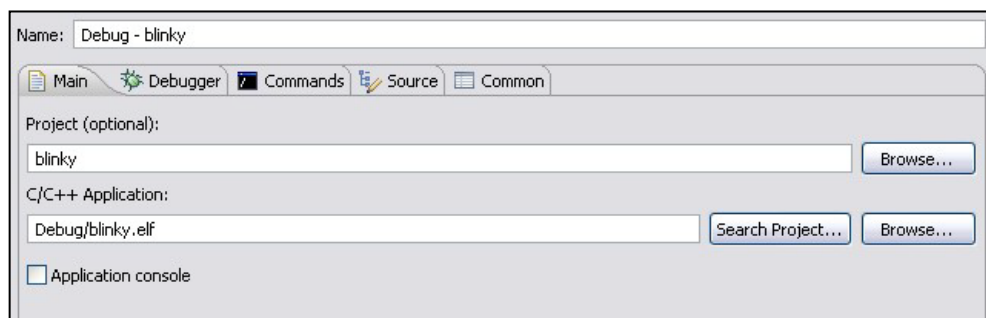 Name: Debug - blinky
Main Debugger Commands Source Common
Project (optional):
blinky Browse...
C/C++ Application:
Debug/blinky.elf Search Project... Browse...
Application console